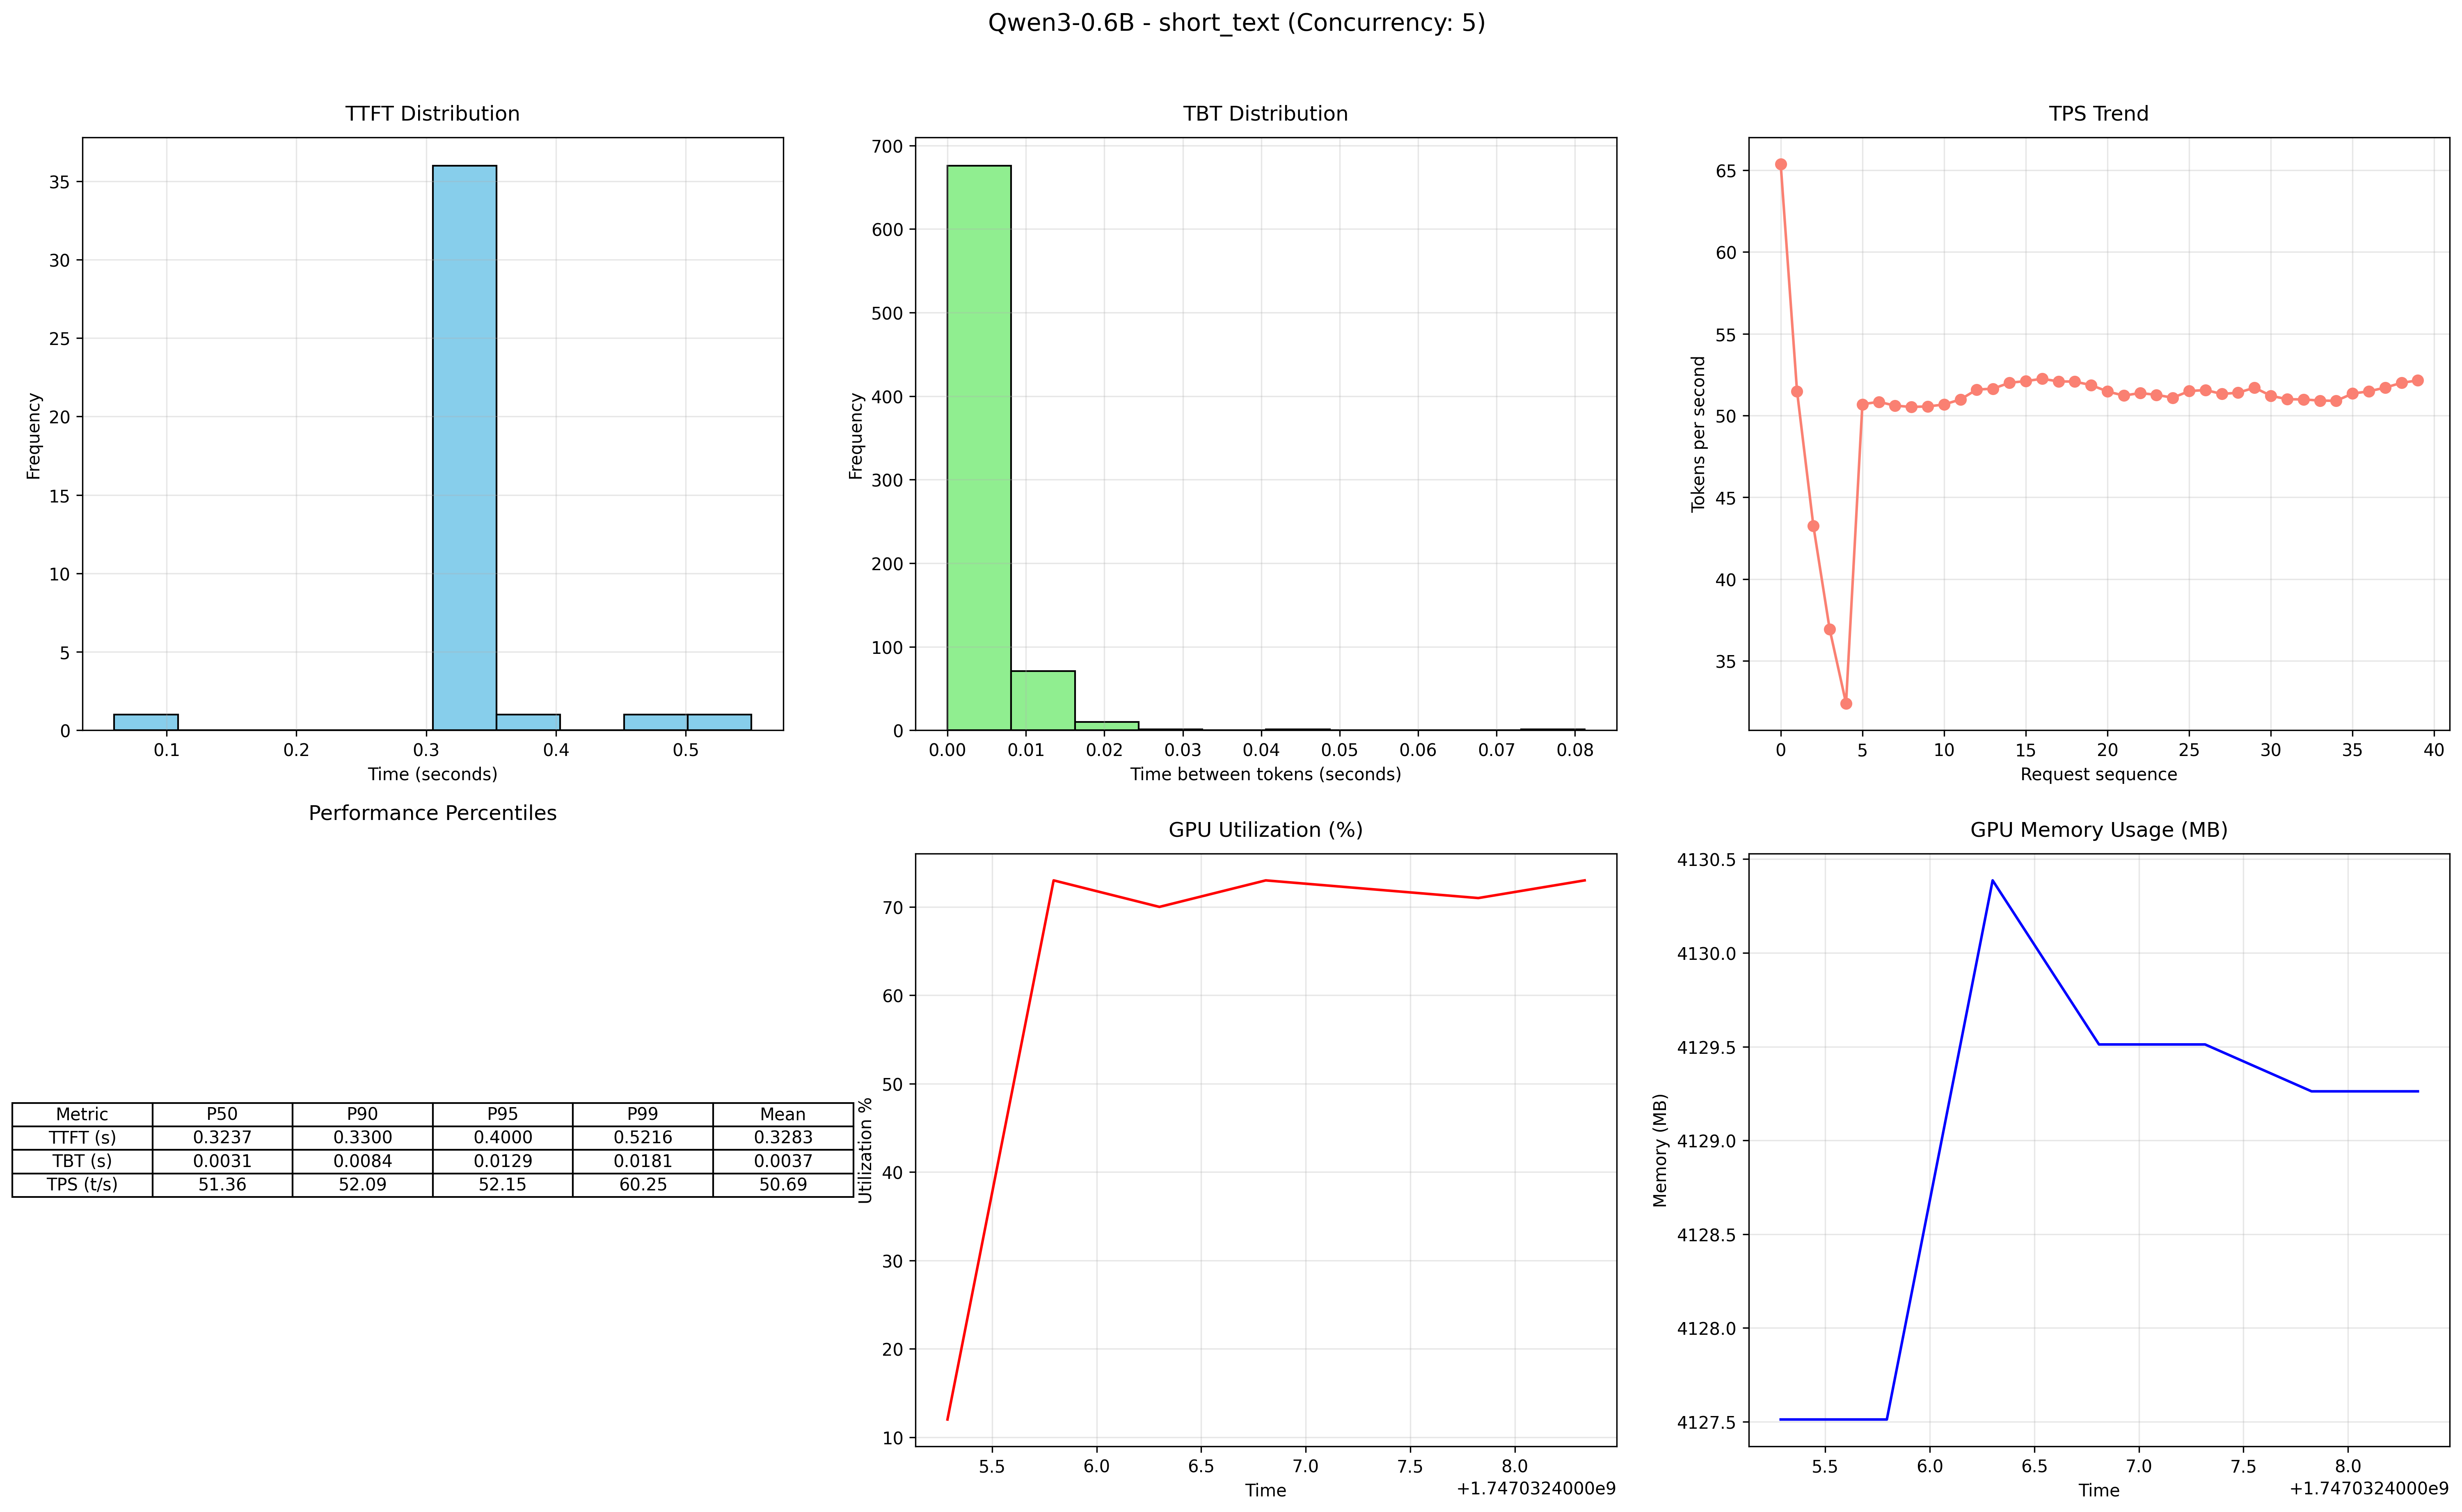 Qwen3-0.6B - short_text (Concurrency: 5)
TTFT Distribution
Frequency
35
30
25
20
15
10
5
0
0.1 0.2 0.3 0.4 0.5
Time (seconds)
TBT Distribution
Frequency
700
600
500
400
300
200
100
0
0.00 0.01 0.02 0.03 0.04 0.05 0.06 0.07 0.08
Time between tokens (seconds)
TPS Trend
Tokens per second
65
60
55
50
45
40
35
0 5 10 15 20 25 30 35 40
Request sequence
Performance Percentiles
Metric P50 P90 P95 P99 Mean
TTFT (s) 0.3237 0.3300 0.4000 0.5216 0.3283
TBT (s) 0.0031 0.0084 0.0129 0.0181 0.0037
TPS (t/s) 51.36 52.09 52.15 60.25 50.69
GPU Utilization (%)
Utilization %
70
60
50
40
30
20
10
5.5 6.0 6.5 7.0 7.5 8.0
Time
+1.7470324000e9
GPU Memory Usage (MB)
Memory (MB)
4130.5
4130.0
4129.5
4129.0
4128.5
4128.0
4127.5
5.5 6.0 6.5 7.0 7.5 8.0
Time
+1.7470324000e9